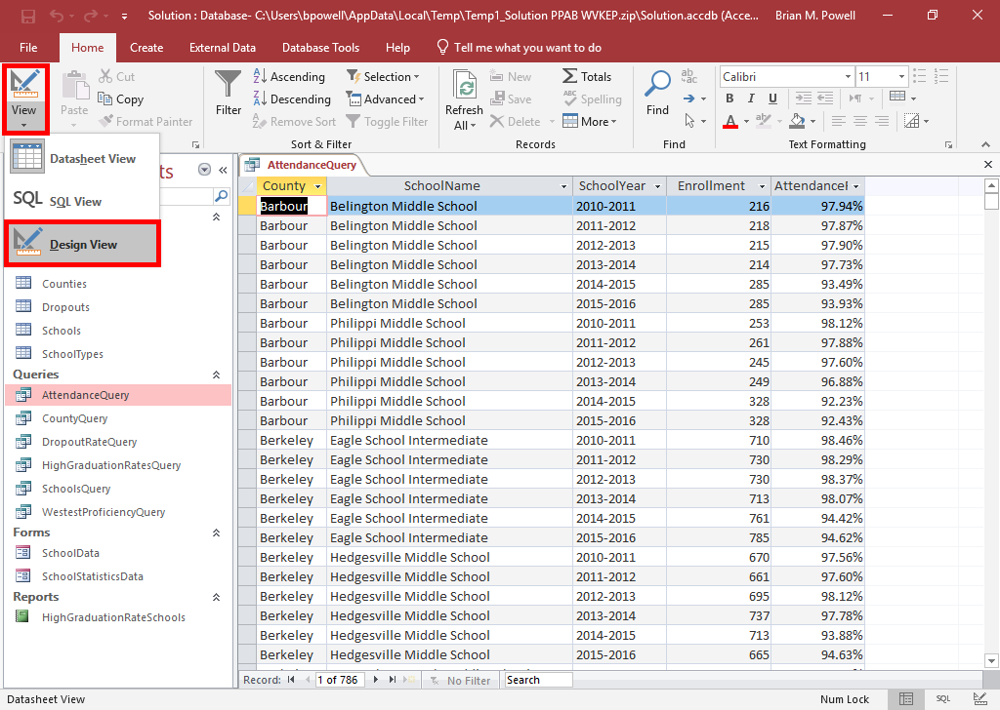 Solution : Database- C:\Users\bpowell\AppData\Local\Temp\Temp1_Solution PPAB WVKEP.zip\Solution.accdb (Acce... Brian M. Powell
File Home Create External Data Database Tools Help Tell me what you want to do
View
Paste
Cut
Copy
Format Painter
Filter
Ascending
Descending
Remove Sort
Selection
Advanced
Toggle Filter
Sort & Filter
Refresh All
New
Save
Delete
Totals
Spelling
More
Records
Find
ab
ac
Find
Calibri 11
B I U
A
Text Formatting
Datasheet View
SQL SQL View
Design View
ts
Counties
Dropouts
Schools
SchoolTypes
Queries
AttendanceQuery
CountyQuery
DropoutRateQuery
HighGraduationRatesQuery
SchoolsQuery
WestestProficiencyQuery
Forms
SchoolData
SchoolStatisticsData
Reports
HighGraduationRateSchools
AttendanceQuery
County SchoolName SchoolYear Enrollment AttendanceI
Barbour Belington Middle School 2010-2011 216 97.94%
Barbour Belington Middle School 2011-2012 218 97.87%
Barbour Belington Middle School 2012-2013 215 97.90%
Barbour Belington Middle School 2013-2014 214 97.73%
Barbour Belington Middle School 2014-2015 285 93.49%
Barbour Belington Middle School 2015-2016 285 93.93%
Barbour Philippi Middle School 2010-2011 253 98.12%
Barbour Philippi Middle School 2011-2012 261 97.88%
Barbour Philippi Middle School 2012-2013 245 97.60%
Barbour Philippi Middle School 2013-2014 249 96.88%
Barbour Philippi Middle School 2014-2015 328 92.23%
Barbour Philippi Middle School 2015-2016 328 92.43%
Berkeley Eagle School Intermediate 2010-2011 710 98.46%
Berkeley Eagle School Intermediate 2011-2012 730 98.29%
Berkeley Eagle School Intermediate 2012-2013 730 98.37%
Berkeley Eagle School Intermediate 2013-2014 713 98.07%
Berkeley Eagle School Intermediate 2014-2015 761 94.42%
Berkeley Eagle School Intermediate 2015-2016 785 94.62%
Berkeley Hedgesville Middle School 2010-2011 670 97.56%
Berkeley Hedgesville Middle School 2011-2012 661 97.60%
Berkeley Hedgesville Middle School 2012-2013 695 98.12%
Berkeley Hedgesville Middle School 2013-2014 737 97.78%
Berkeley Hedgesville Middle School 2014-2015 713 93.88%
Berkeley Hedgesville Middle School 2015-2016 665 94.63%
Record: 1 of 786 No Filter Search
Datasheet View Num Lock SQL